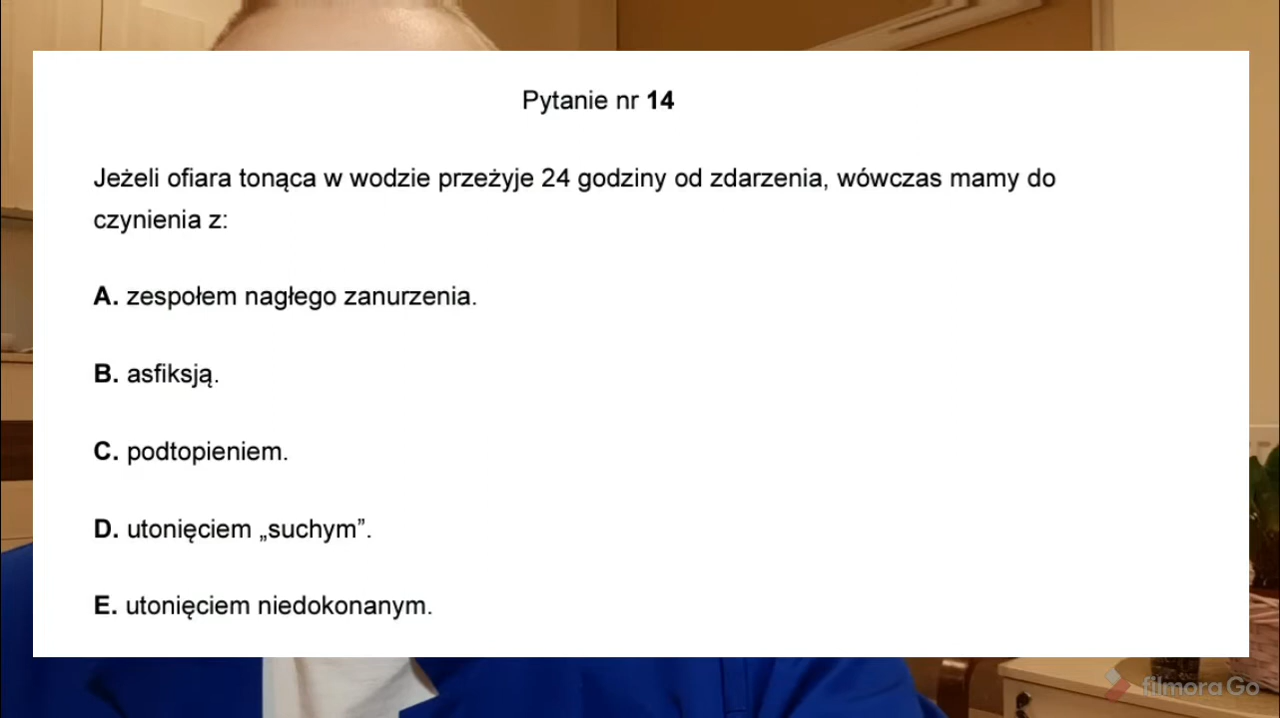 Pytanie nr 14
Jeżeli ofiara tonąca w wodzie przeżyje 24 godziny od zdarzenia, wówczas mamy do
czynienia z:
A. zespołem nagłego zanurzenia.
B. asfiksją.
C. podtopieniem.
D. utonięciem „suchym”.
E. utonięciem niedokonanym.
filmora Go